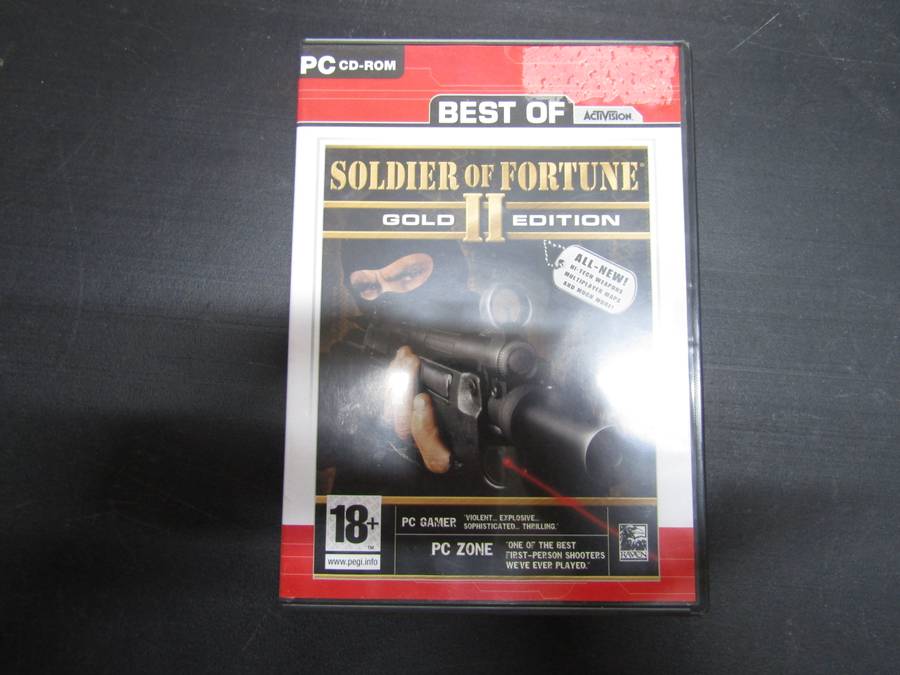 PC CD-ROM
BEST OF ACTIVISION
SOLDIER OF FORTUNE
GOLD II EDITION
ALL-NEW!
HI-TECH WEAPONS
MULTIPLAYER MAPS
AND MUCH MORE!
18+
TM
www.pegi.info
PC GAMER "VIOLENT... EXPLOSIVE...
SOPHISTICATED... THRILLING."
PC ZONE "ONE OF THE BEST
FIRST-PERSON SHOOTERS
WE'VE EVER PLAYED."
RAVEN